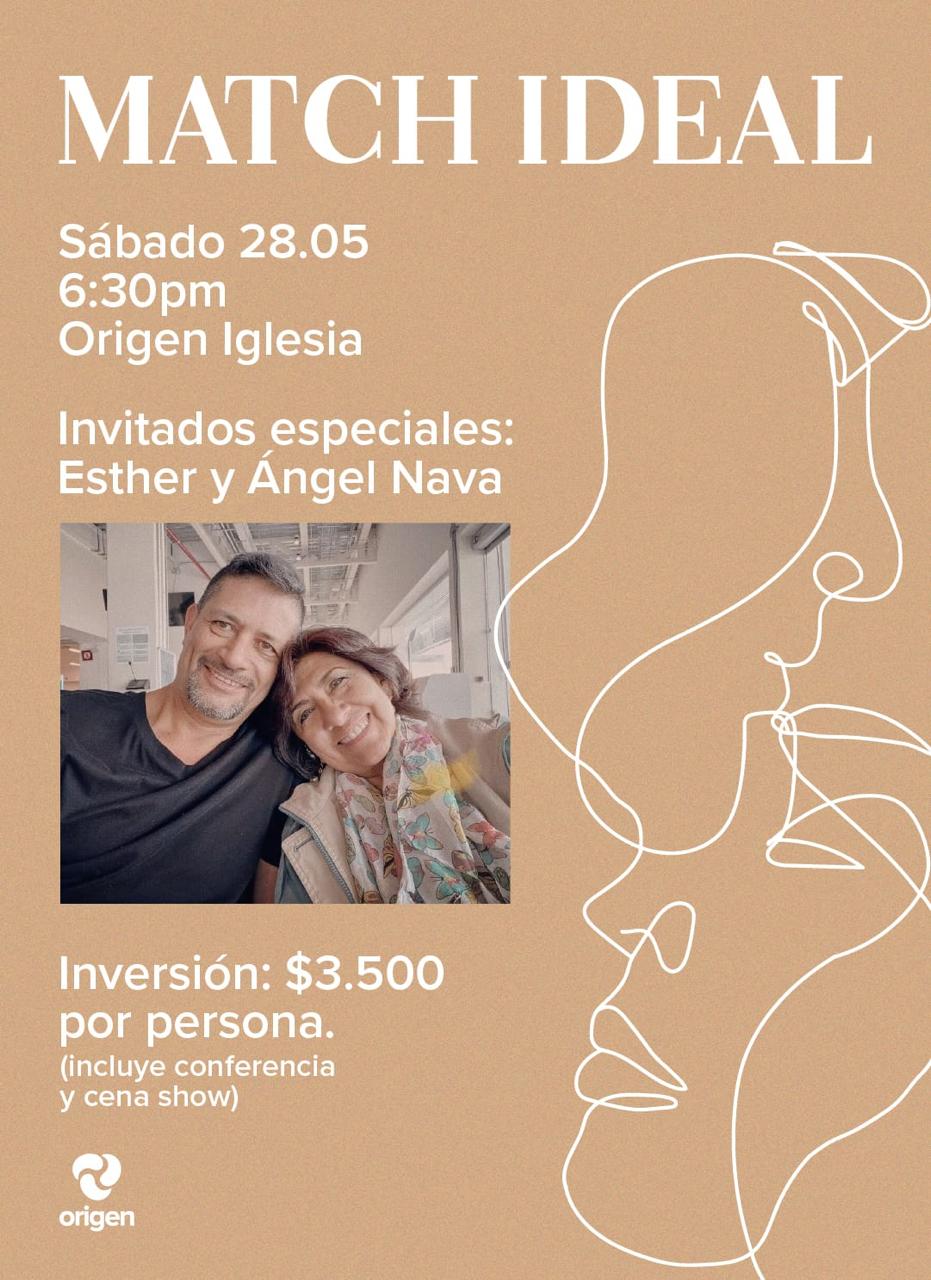 MATCH IDEAL
Sábado 28.05
6:30pm
Origen Iglesia
Invitados especiales:
Esther y Ángel Nava
Inversión: $3.500
por persona.
(incluye conferencia
y cena show)
origen